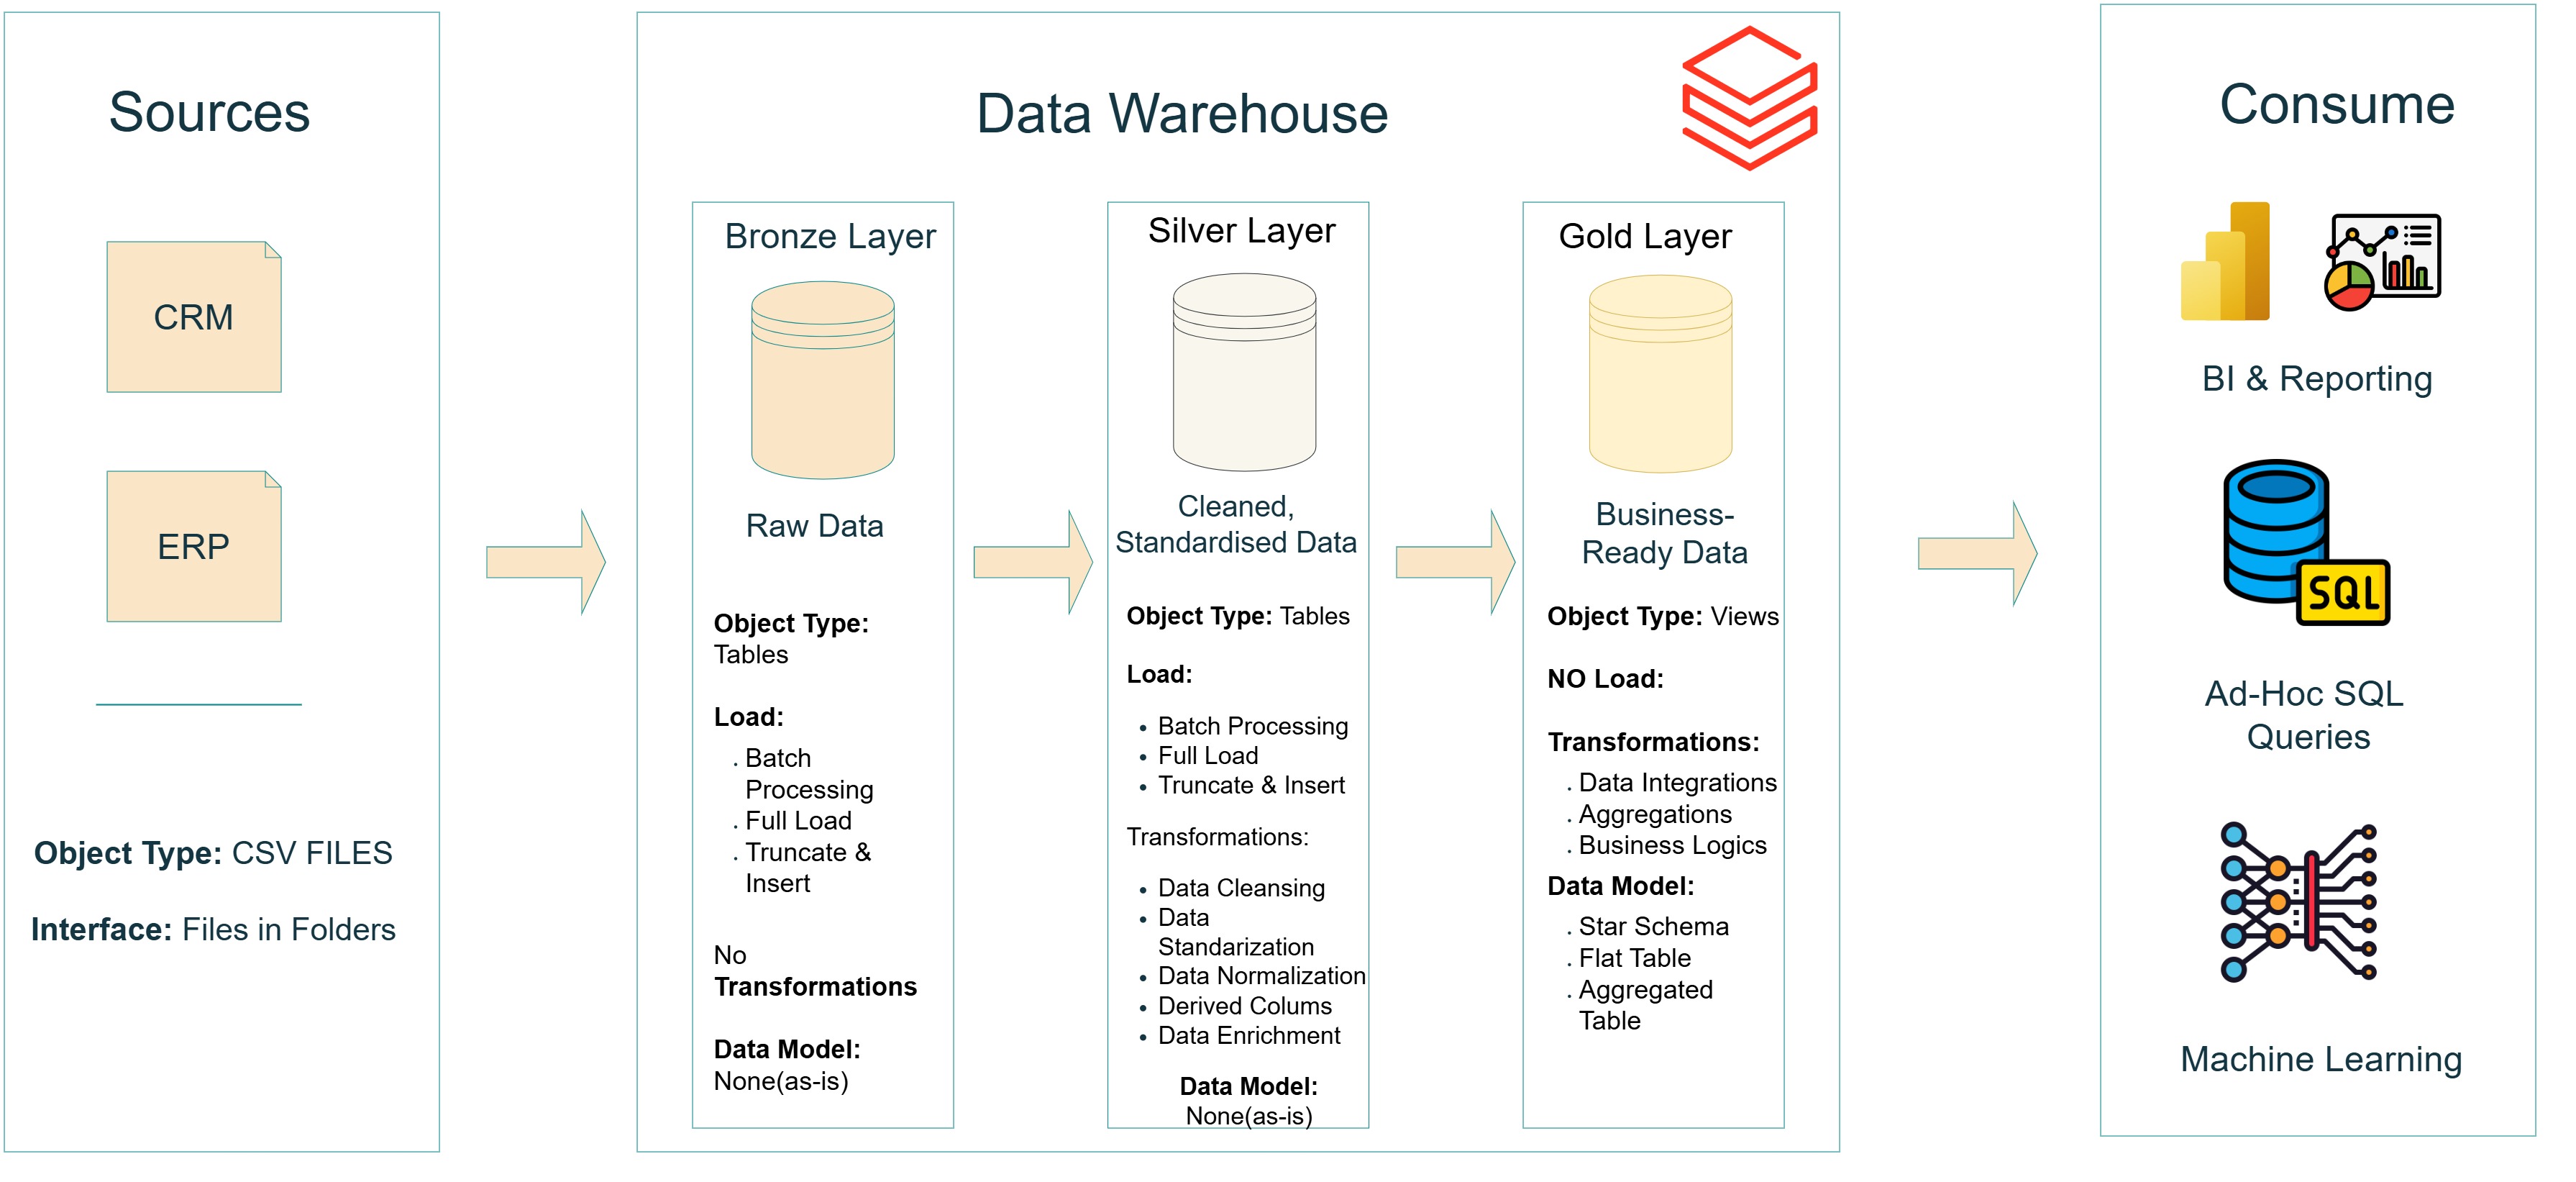 Sources
CRM
ERP
Object Type: CSV FILES
Interface: Files in Folders
Data Warehouse
Bronze Layer
Raw Data
Object Type:
Tables
Load:
. Batch
Processing
. Full Load
. Truncate &
Insert
No
Transformations
Data Model:
None(as-is)
Silver Layer
Cleaned,
Standardised Data
Object Type: Tables
Load:
• Batch Processing
• Full Load
• Truncate & Insert
Transformations:
• Data Cleansing
• Data
Standarization
• Data Normalization
• Derived Colums
• Data Enrichment
Data Model:
None(as-is)
Gold Layer
Business-
Ready Data
Object Type: Views
NO Load:
Transformations:
. Data Integrations
. Aggregations
. Business Logics
Data Model:
. Star Schema
. Flat Table
. Aggregated
Table
Consume
BI & Reporting
SQL
Ad-Hoc SQL
Queries
Machine Learning